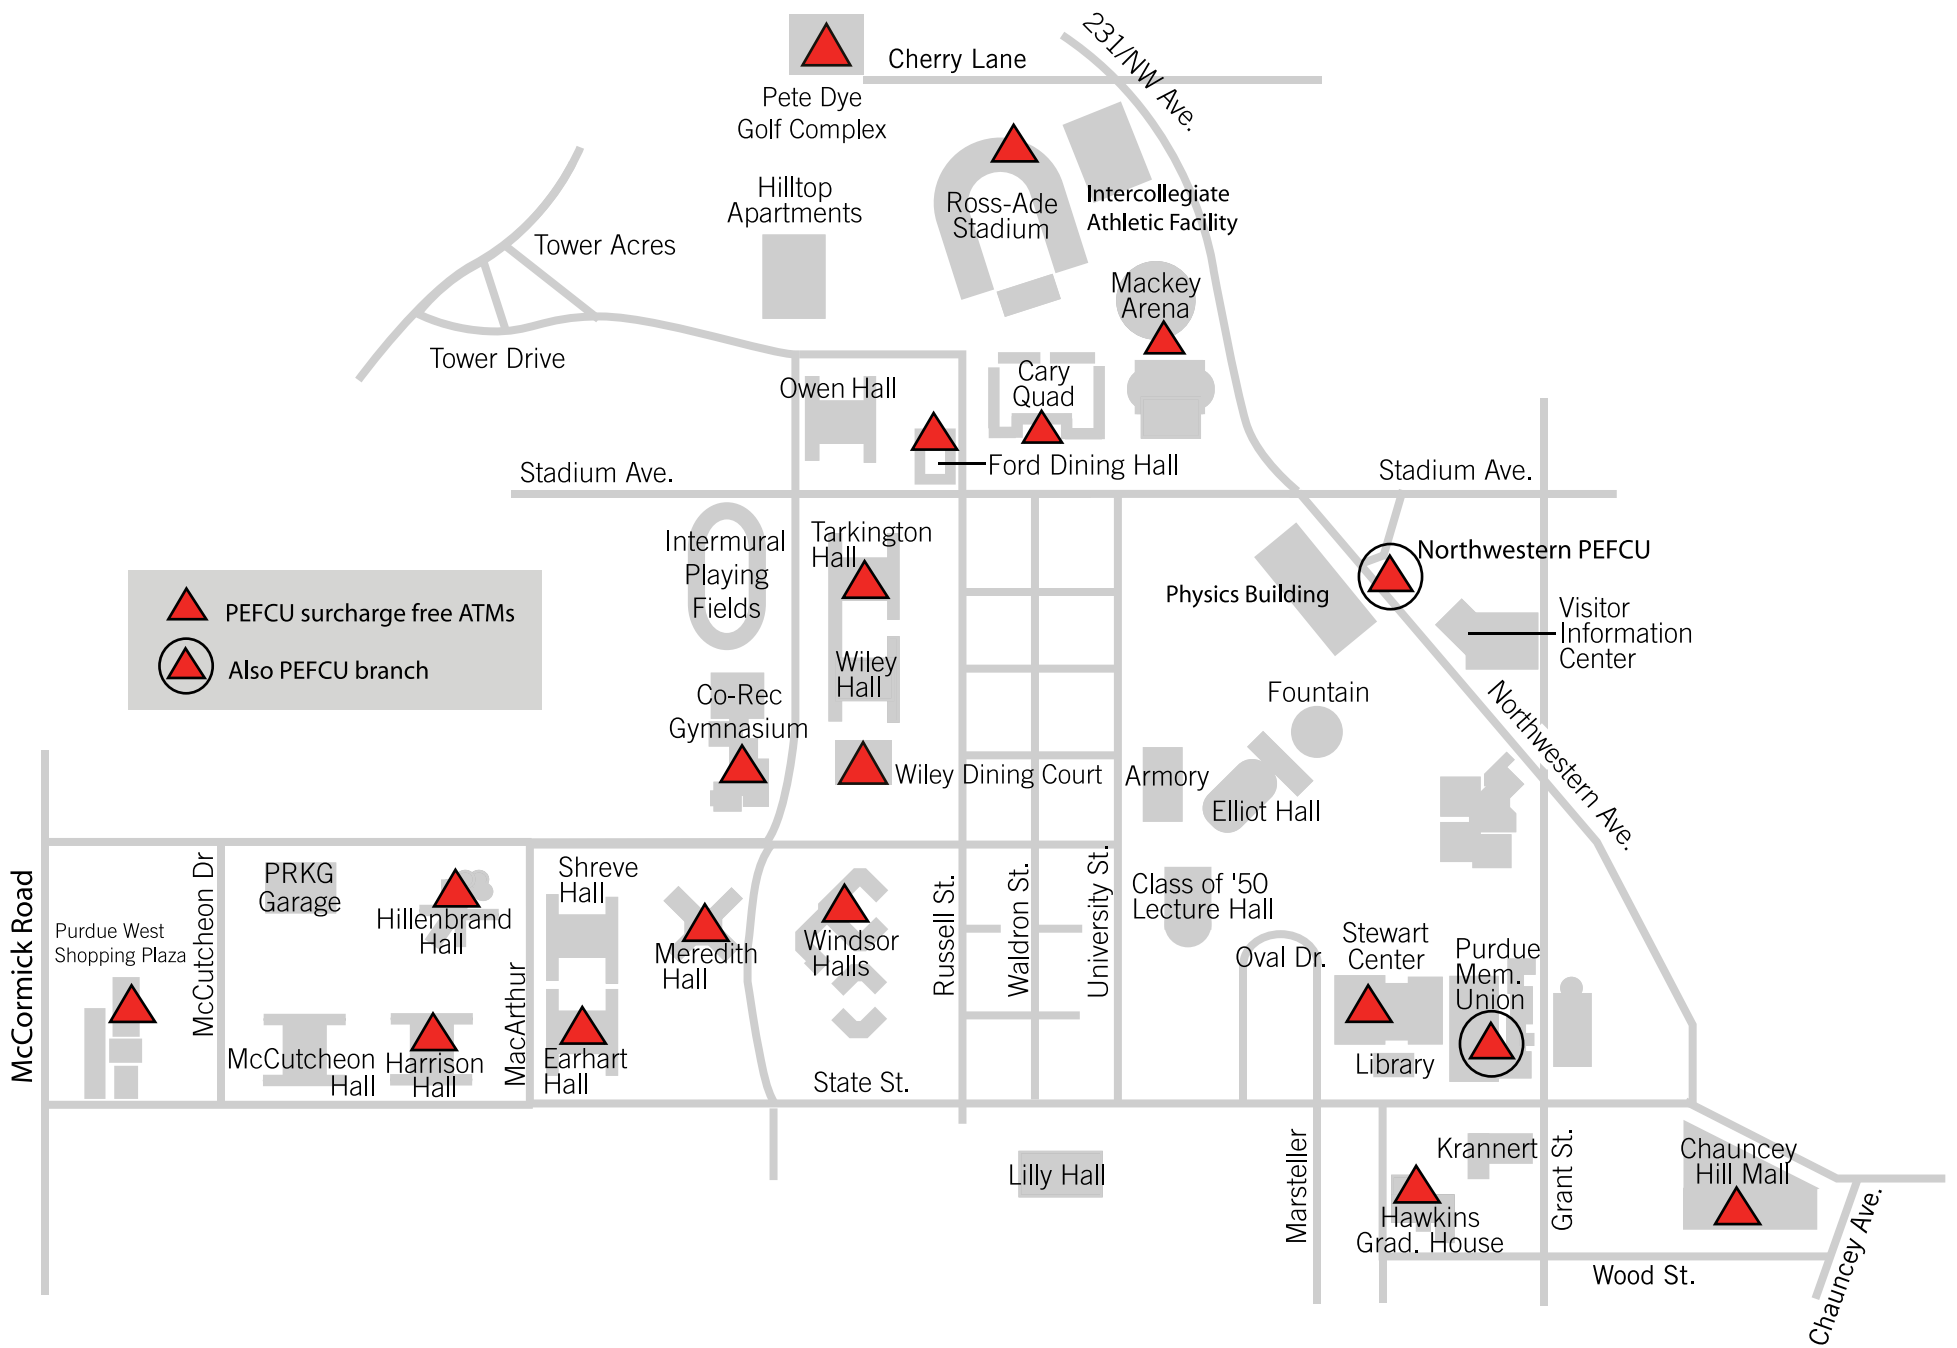 231/NW Ave.
Cherry Lane
Pete Dye
Golf Complex
Hilltop
Apartments
Ross-Ade
Stadium
Intercollegiate
Athletic Facility
Tower Acres
Mackey
Arena
Tower Drive
Owen Hall
Cary
Quad
Ford Dining Hall
Stadium Ave.
Stadium Ave.
Intermural
Playing
Fields
Tarkington
Hall
Northwestern PEFCU
Physics Building
Visitor
Information
Center
PEFCU surcharge free ATMs
Also PEFCU branch
Wiley
Hall
Co-Rec
Gymnasium
Fountain
Northwestern Ave.
Wiley Dining Court
Armory
Elliot Hall
McCormick Road
McCutcheon Dr
PRKG
Garage
Hillenbrand
Hall
Shreve
Hall
Purdue West
Shopping Plaza
Meredith
Hall
Windsor
Halls
Russell St.
Waldron St.
University St.
Class of '50
Lecture Hall
Oval Dr.
Stewart
Center
Purdue
Mem.
Union
McCutcheon
Hall
Harrison
Hall
MacArthur
Earhart
Hall
State St.
Library
Lilly Hall
Marsteller
Krannert
Grant St.
Chauncey
Hill Mall
Hawkins
Grad. House
Wood St.
Chauncey Ave.